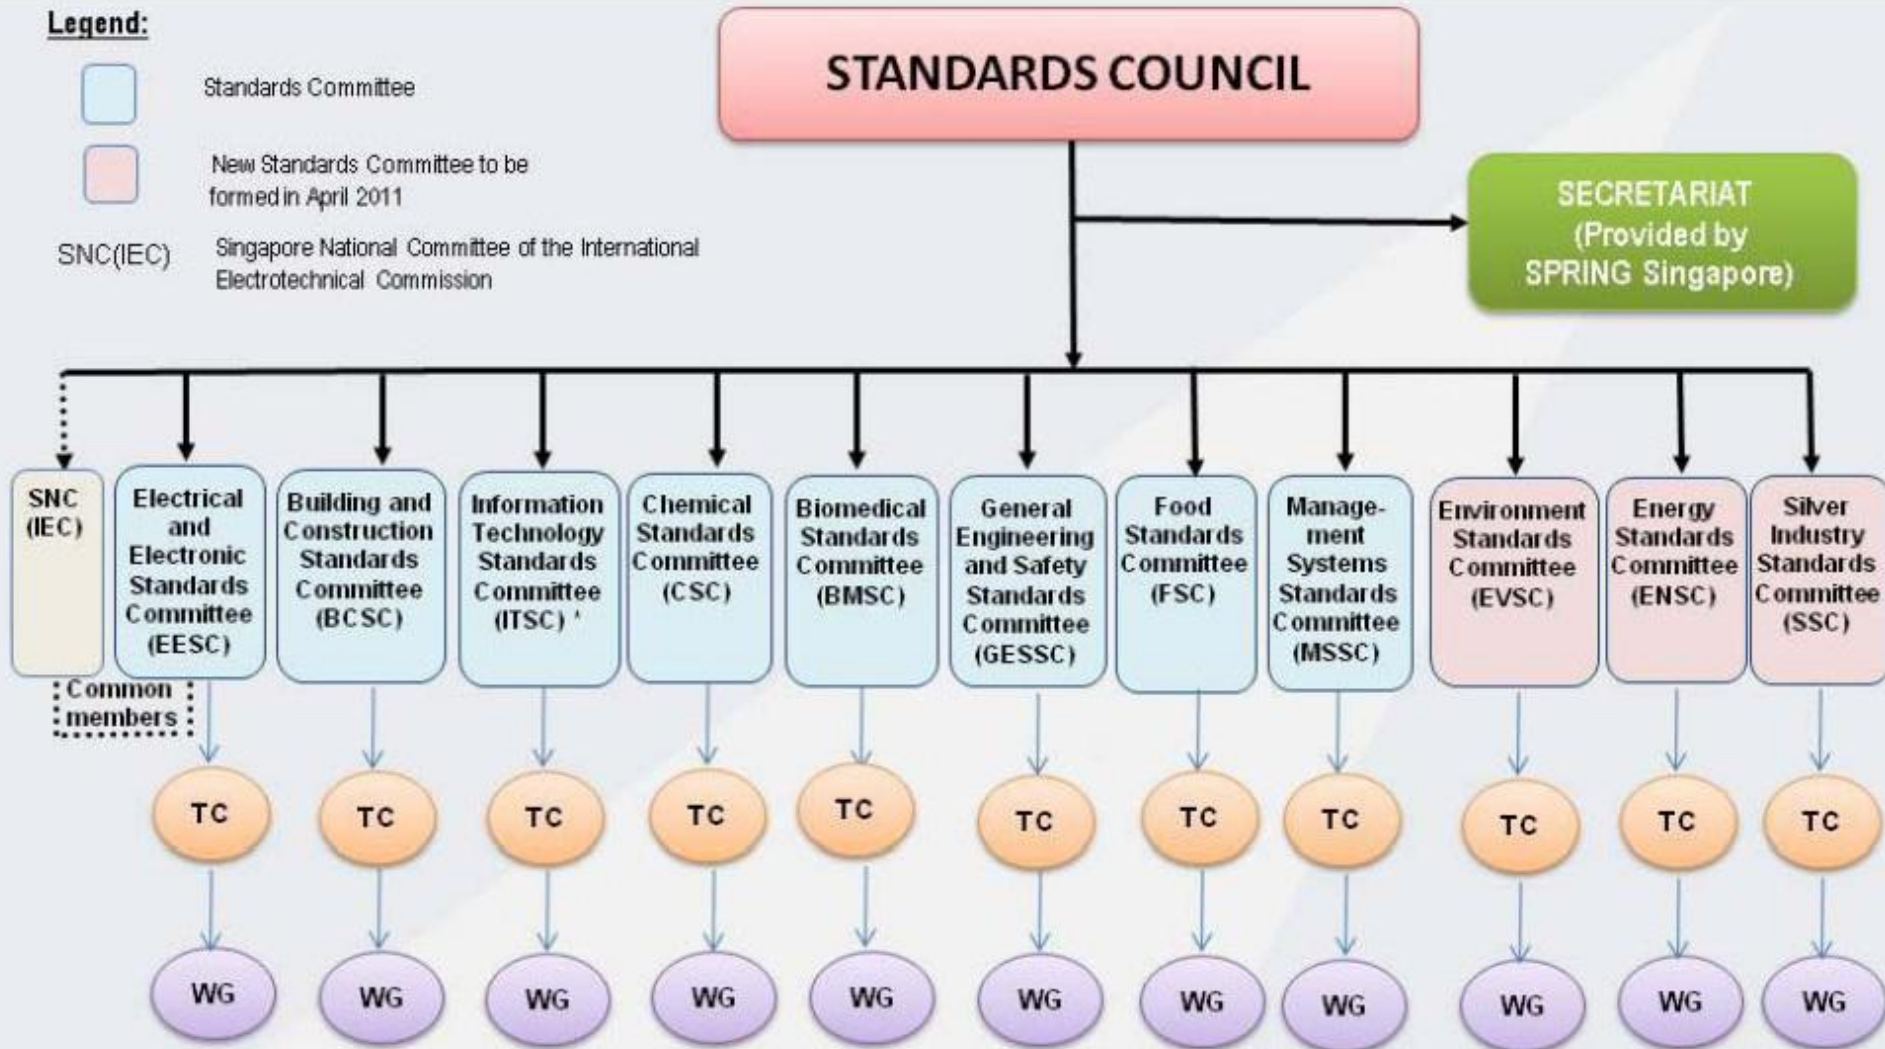 Legend:
Standards Committee
New Standards Committee to be
formed in April 2011
SNC(IEC)
Singapore National Committee of the International
Electrotechnical Commission
STANDARDS COUNCIL
SECRETARIAT
(Provided by
SPRING Singapore)
SNC
(IEC)
Electrical
and
Electronic
Standards
Committee
(EESC)
Building and
Construction
Standards
Committee
(BCSC)
Information
Technology
Standards
Committee
(ITSC) *
Chemical
Standards
Committee
(CSC)
Biomedical
Standards
Committee
(BMSC)
General
Engineering
and Safety
Standards
Committee
(GESSC)
Food
Standards
Committee
(FSC)
Manage-
ment
Systems
Standards
Committee
(MSSC)
Environment
Standards
Committee
(EVSC)
Energy
Standards
Committee
(ENSC)
Silver
Industry
Standards
Committee
(SSC)
Common
members
TC
TC
TC
TC
TC
TC
TC
TC
TC
TC
TC
WG
WG
WG
WG
WG
WG
WG
WG
WG
WG
WG